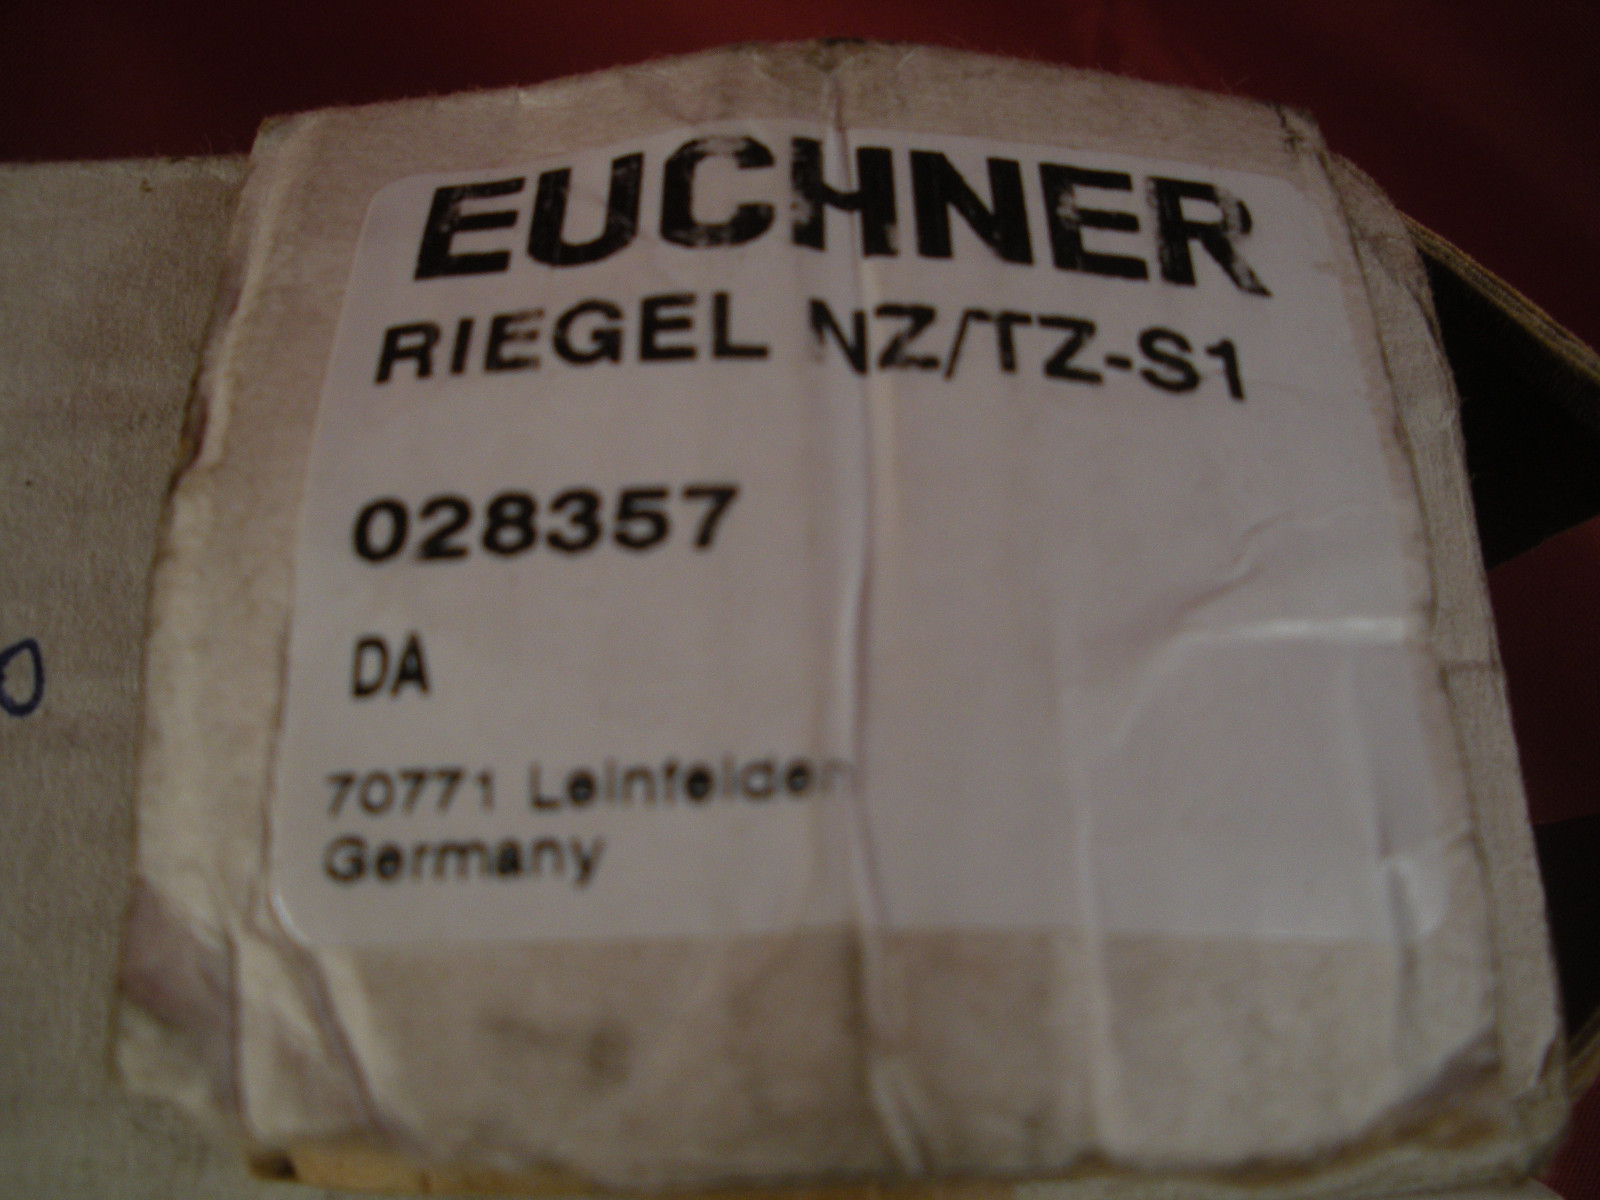 EUCHNER
RIEGEL NZ/TZ-S1
028357
DA
70771 Leinfelden
Germany